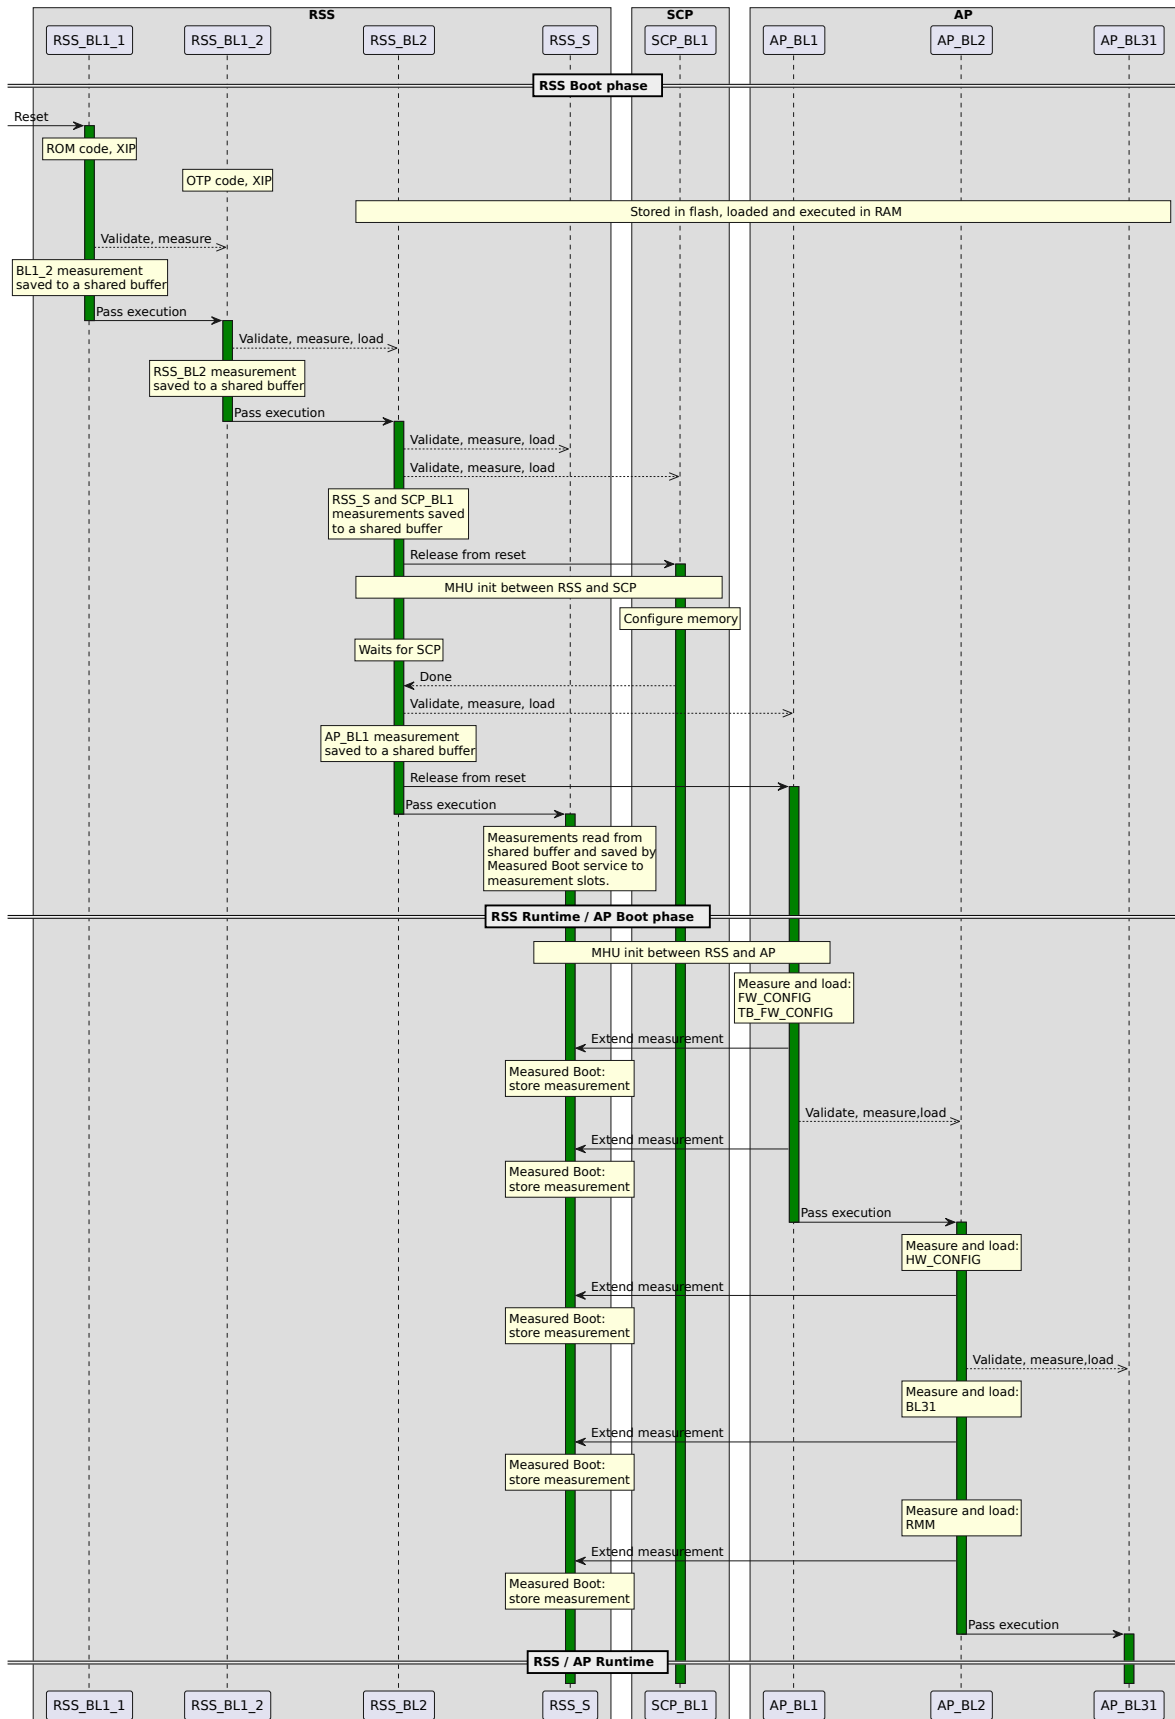 RSS
SCP
AP
RSS_BL1_1
RSS_BL1_2
RSS_BL2
RSS_S
SCP_BL1
AP_BL1
AP_BL2
AP_BL31
RSS Boot phase
Reset
ROM code, XIP
OTP code, XIP
Stored in flash, loaded and executed in RAM
Validate, measure
BL1_2 measurement
saved to a shared buffer
Pass execution
Validate, measure, load
RSS_BL2 measurement
saved to a shared buffer
Pass execution
Validate, measure, load
Validate, measure, load
RSS_S and SCP_BL1
measurements saved
to a shared buffer
Release from reset
MHU init between RSS and SCP
Configure memory
Waits for SCP
Done
Validate, measure, load
AP_BL1 measurement
saved to a shared buffer
Release from reset
Pass execution
Measurements read from
shared buffer and saved by
Measured Boot service to
measurement slots.
RSS Runtime / AP Boot phase
MHU init between RSS and AP
Measure and load:
FW_CONFIG
TB_FW_CONFIG
Extend measurement
Measured Boot:
store measurement
Validate, measure,load
Extend measurement
Measured Boot:
store measurement
Pass execution
Measure and load:
HW_CONFIG
Extend measurement
Measured Boot:
store measurement
Validate, measure,load
Measure and load:
BL31
Extend measurement
Measured Boot:
store measurement
Measure and load:
RMM
Extend measurement
Measured Boot:
store measurement
Pass execution
RSS / AP Runtime
RSS_BL1_1
RSS_BL1_2
RSS_BL2
RSS_S
SCP_BL1
AP_BL1
AP_BL2
AP_BL31